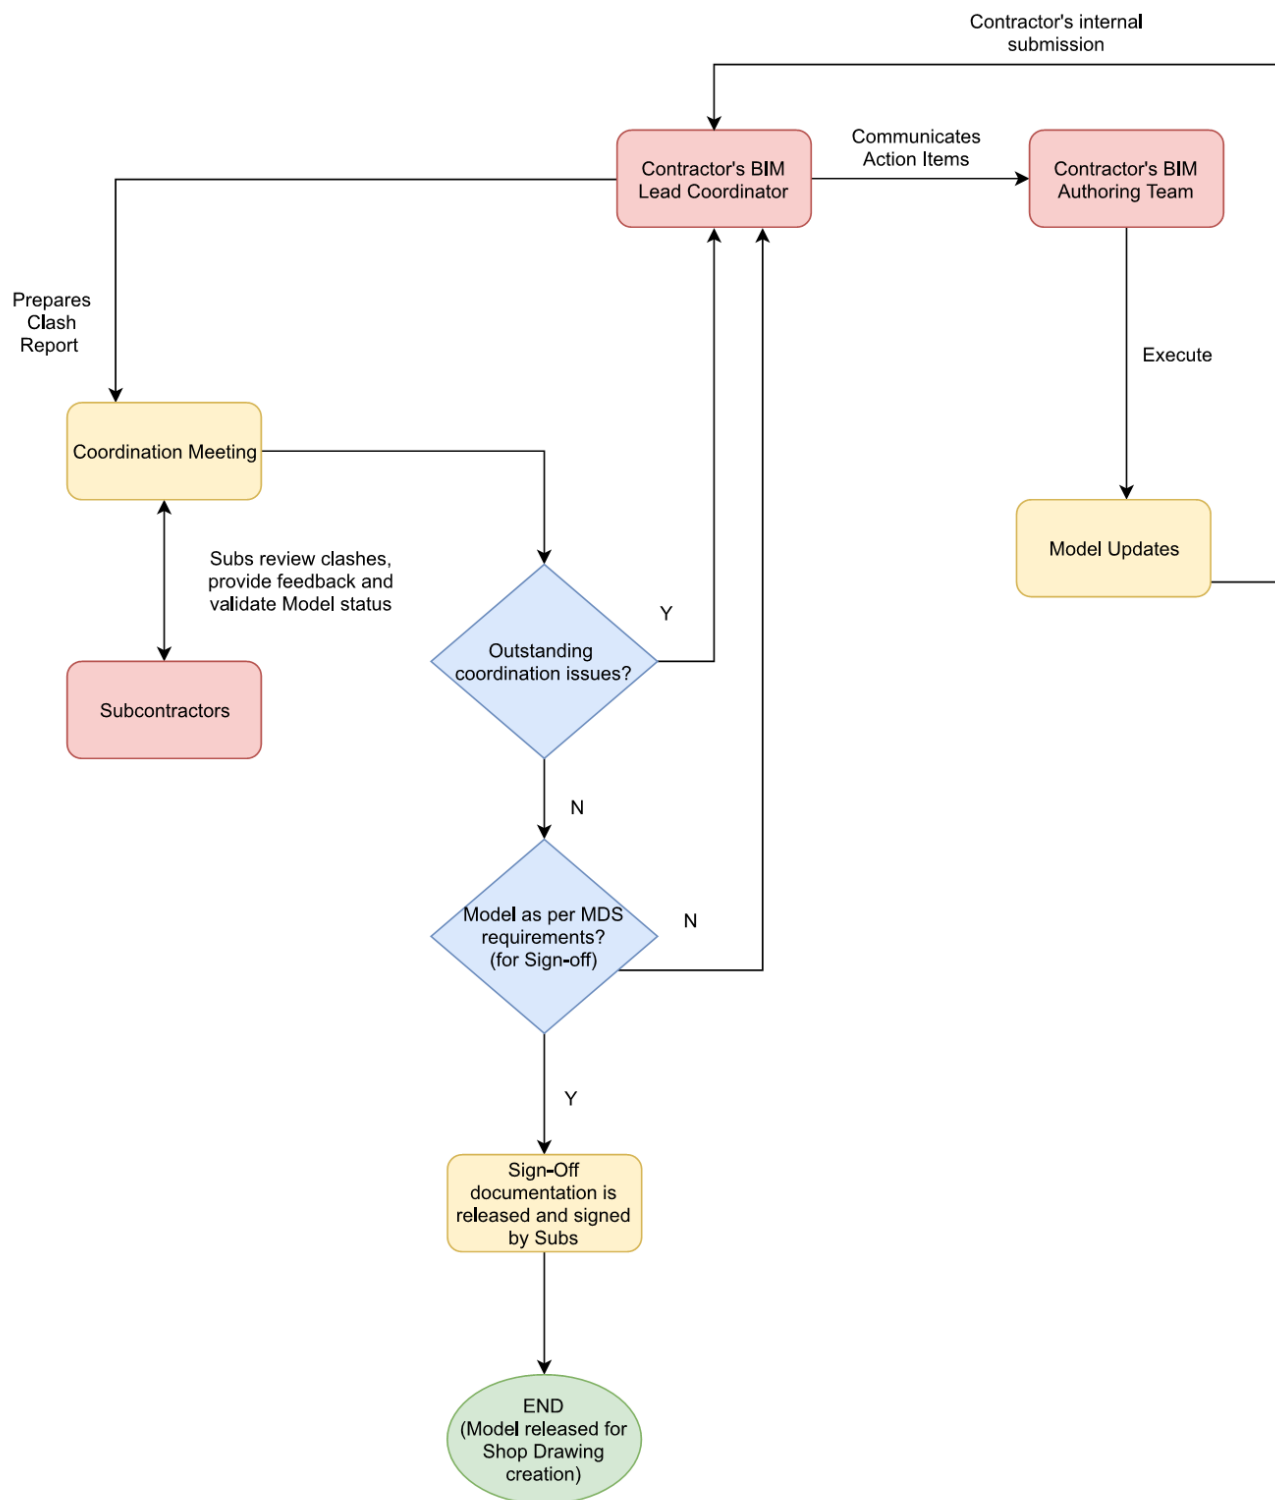 Contractor's internal
submission
Contractor's BIM
Lead Coordinator
Communicates
Action Items
Contractor's BIM
Authoring Team
Prepares
Clash
Report
Execute
Coordination Meeting
Model Updates
Subs review clashes,
provide feedback and
validate Model status
Subcontractors
Outstanding
coordination issues?
Y
N
Model as per MDS
requirements?
(for Sign-off)
N
Y
Sign-Off
documentation is
released and signed
by Subs
END
(Model released for
Shop Drawing
creation)